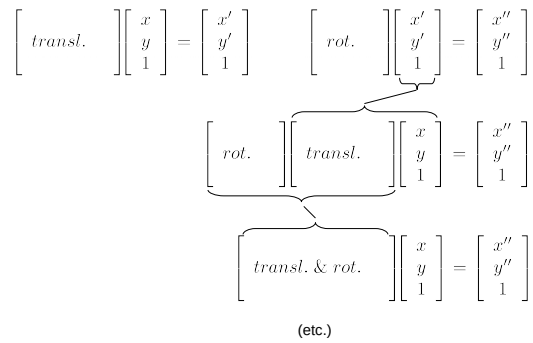 [ transl. ] [ x y 1 ] = [ x′ y′ 1 ]    [ rot. ] [ x′ y′ 1 ] = [ x″ y″ 1 ]
[ rot. ] [ transl. ] [ x y 1 ] = [ x″ y″ 1 ]
[ transl. & rot. ] [ x y 1 ] = [ x″ y″ 1 ]
(etc.)